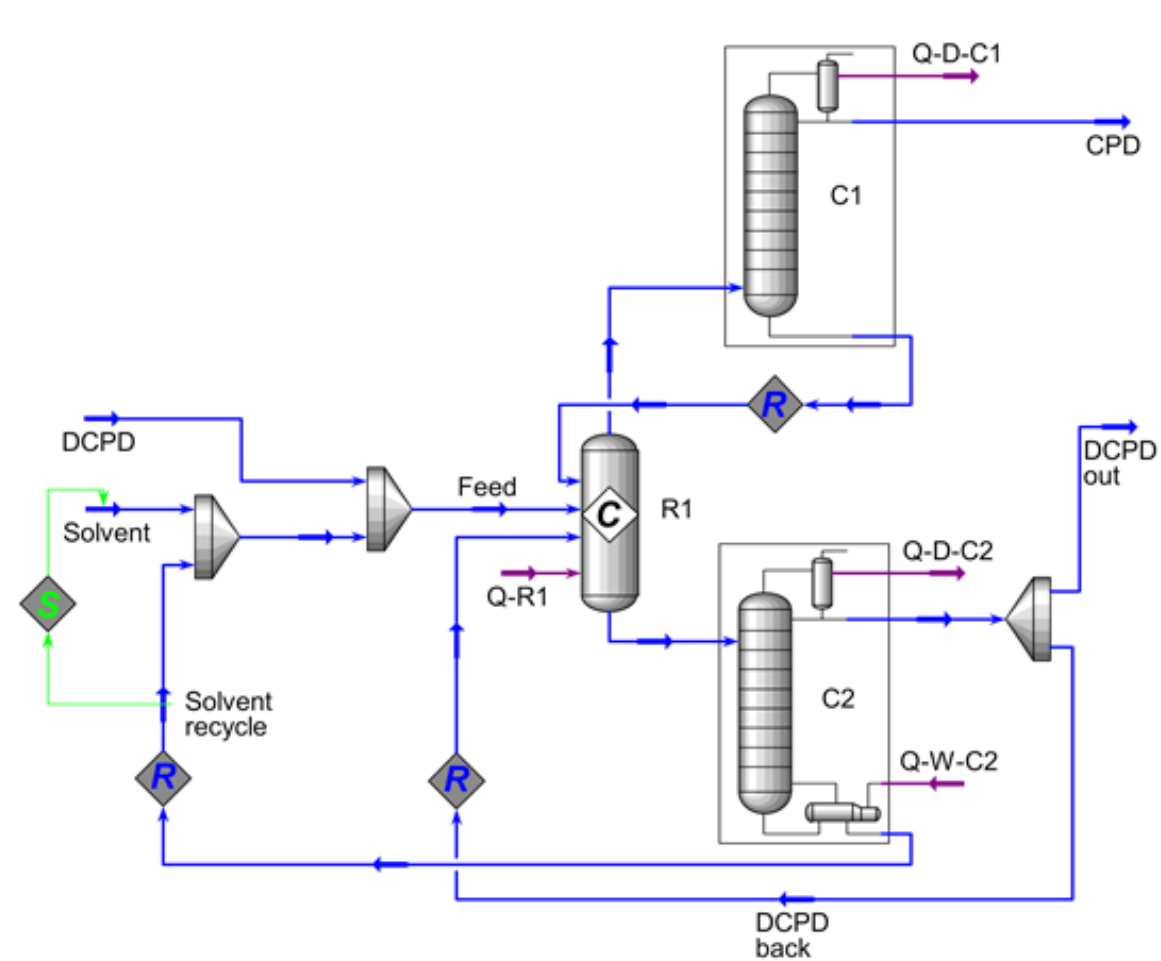 Q-D-C1
CPD
C1
R
DCPD
DCPD
out
Feed
Solvent
C
R1
Q-D-C2
Q-R1
S
C2
Solvent
recycle
Q-W-C2
R
R
DCPD
back